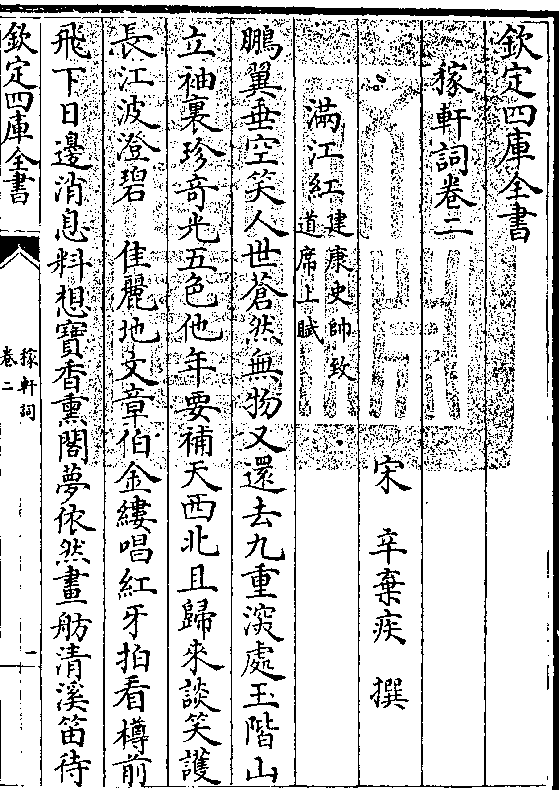 欽定四庫全書
稼軒詞卷二
宋 辛棄疾 撰
滿江紅 建康史帥致
道席上賦
鵬翼垂空笑人世蒼然無物又還去九重深處玉階山
立袖裏珍奇光五色他年要補天西北且歸來談笑護
長江波澄碧 佳麗地文章伯金縷唱紅牙拍看樽前
飛下日邊消息料想寶香熏閣夢依然畫舫清溪笛待
欽定四庫全書
稼軒詞
卷二
一